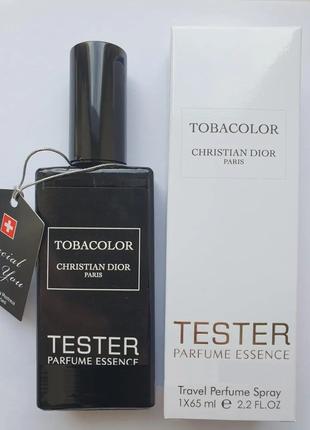 TOBACOLOR
CHRISTIAN DIOR
PARIS
TESTER
PARFUME ESSENCE
You
TOBACOLOR
CHRISTIAN DIOR
PARIS
TESTER
PARFUME ESSENCE
Travel Perfume Spray
1X65 ml e 2.2 FL.OZ